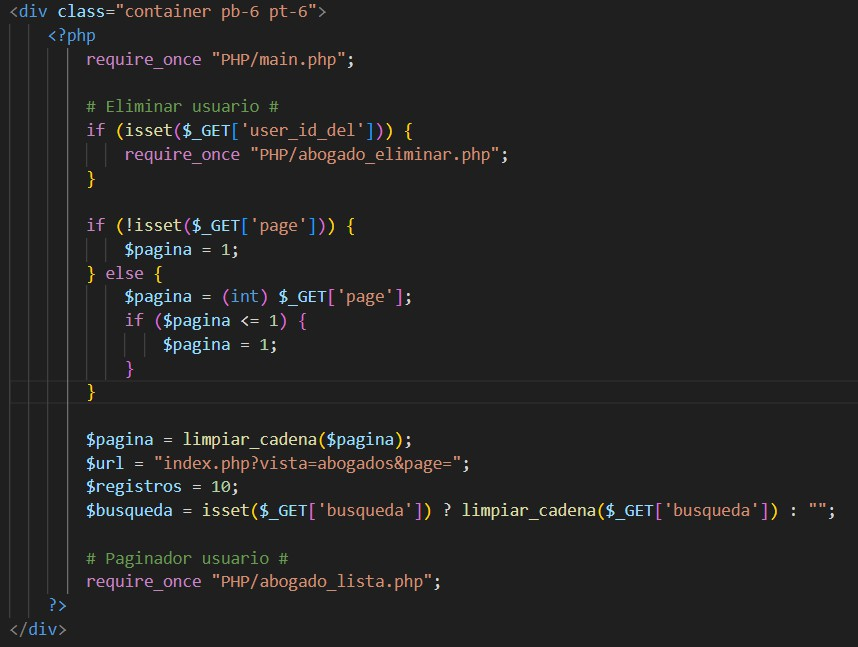 <div class="container pb-6 pt-6">
<?php
require_once "PHP/main.php";
# Eliminar usuario #
if (isset($_GET['user_id_del'])) {
require_once "PHP/abogado_eliminar.php";
}
if (!isset($_GET['page'])) {
$pagina = 1;
} else {
$pagina = (int) $_GET['page'];
if ($pagina <= 1) {
$pagina = 1;
}
}
$pagina = limpiar_cadena($pagina);
$url = "index.php?vista=abogados&page=";
$registros = 10;
$busqueda = isset($_GET['busqueda']) ? limpiar_cadena($_GET['busqueda']) : "";
# Paginador usuario #
require_once "PHP/abogado_lista.php";
?>
</div>